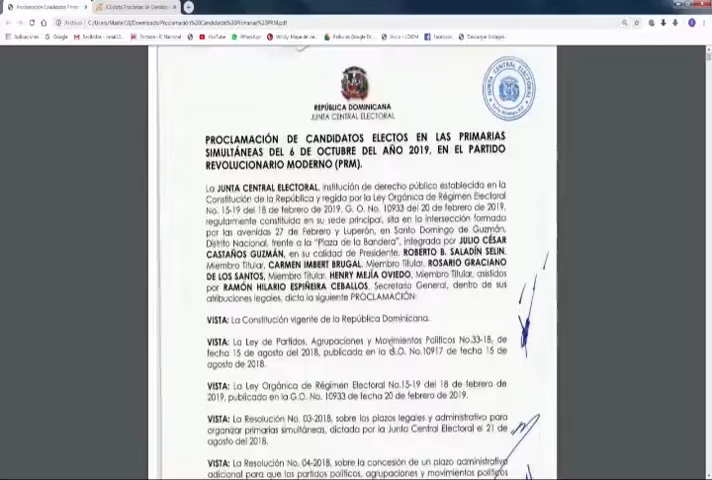 Proclamación Candidatos Prima
Archivo
Aplicaciones
Google
YouTube
WhatsApp
Facebook
REPÚBLICA DOMINICANA
JUNTA CENTRAL ELECTORAL
JUNTA CENTRAL ELECTORAL
PROCLAMACIÓN DE CANDIDATOS ELECTOS EN LAS PRIMARIAS
SIMULTÁNEAS DEL 6 DE OCTUBRE DEL AÑO 2019, EN EL PARTIDO
REVOLUCIONARIO MODERNO (PRM).
La JUNTA CENTRAL ELECTORAL, institución de derecho público establecida en la
Constitución de la República y regida por la Ley Orgánica de Régimen Electoral
No. 15-19 del 18 de febrero de 2019, G. O. No. 10933 del 20 de febrero de 2019,
regularmente constituida en su sede principal, sita en la intersección formada
por las avenidas 27 de Febrero y Luperón, en Santo Domingo de Guzmán,
Distrito Nacional, frente a la "Plaza de la Bandera", integrada por JULIO CÉSAR
CASTAÑOS GUZMÁN, en su calidad de Presidente, ROBERTO B. SALADÍN SELIN,
Miembro Titular, CARMEN IMBERT BRUGAL, Miembro Titular, ROSARIO GRACIANO
DE LOS SANTOS, Miembro Titular, HENRY MEJÍA OVIEDO, Miembro Titular, asistidos
por RAMÓN HILARIO ESPIÑEIRA CEBALLOS, Secretario General, dentro de sus
atribuciones legales, dicta la siguiente PROCLAMACIÓN:
VISTA: La Constitución vigente de la República Dominicana.
VISTA: La Ley de Partidos, Agrupaciones y Movimientos Políticos No.33-18, de
fecha 15 de agosto del 2018, publicada en la G.O. No.10917 de fecha 15 de
agosto de 2018.
VISTA: La Ley Orgánica de Régimen Electoral No.15-19 del 18 de febrero de
2019, publicada en la G.O. No. 10933 de fecha 20 de febrero de 2019.
VISTA: La Resolución No. 03-2018, sobre los plazos legales y administrativo para
organizar primarias simultáneas, dictada por la Junta Central Electoral el 21 de
agosto del 2018.
VISTA: La Resolución No. 04-2018, sobre la concesión de un plazo administrativo
adicional para que los partidos políticos, agrupaciones y movimientos políticos